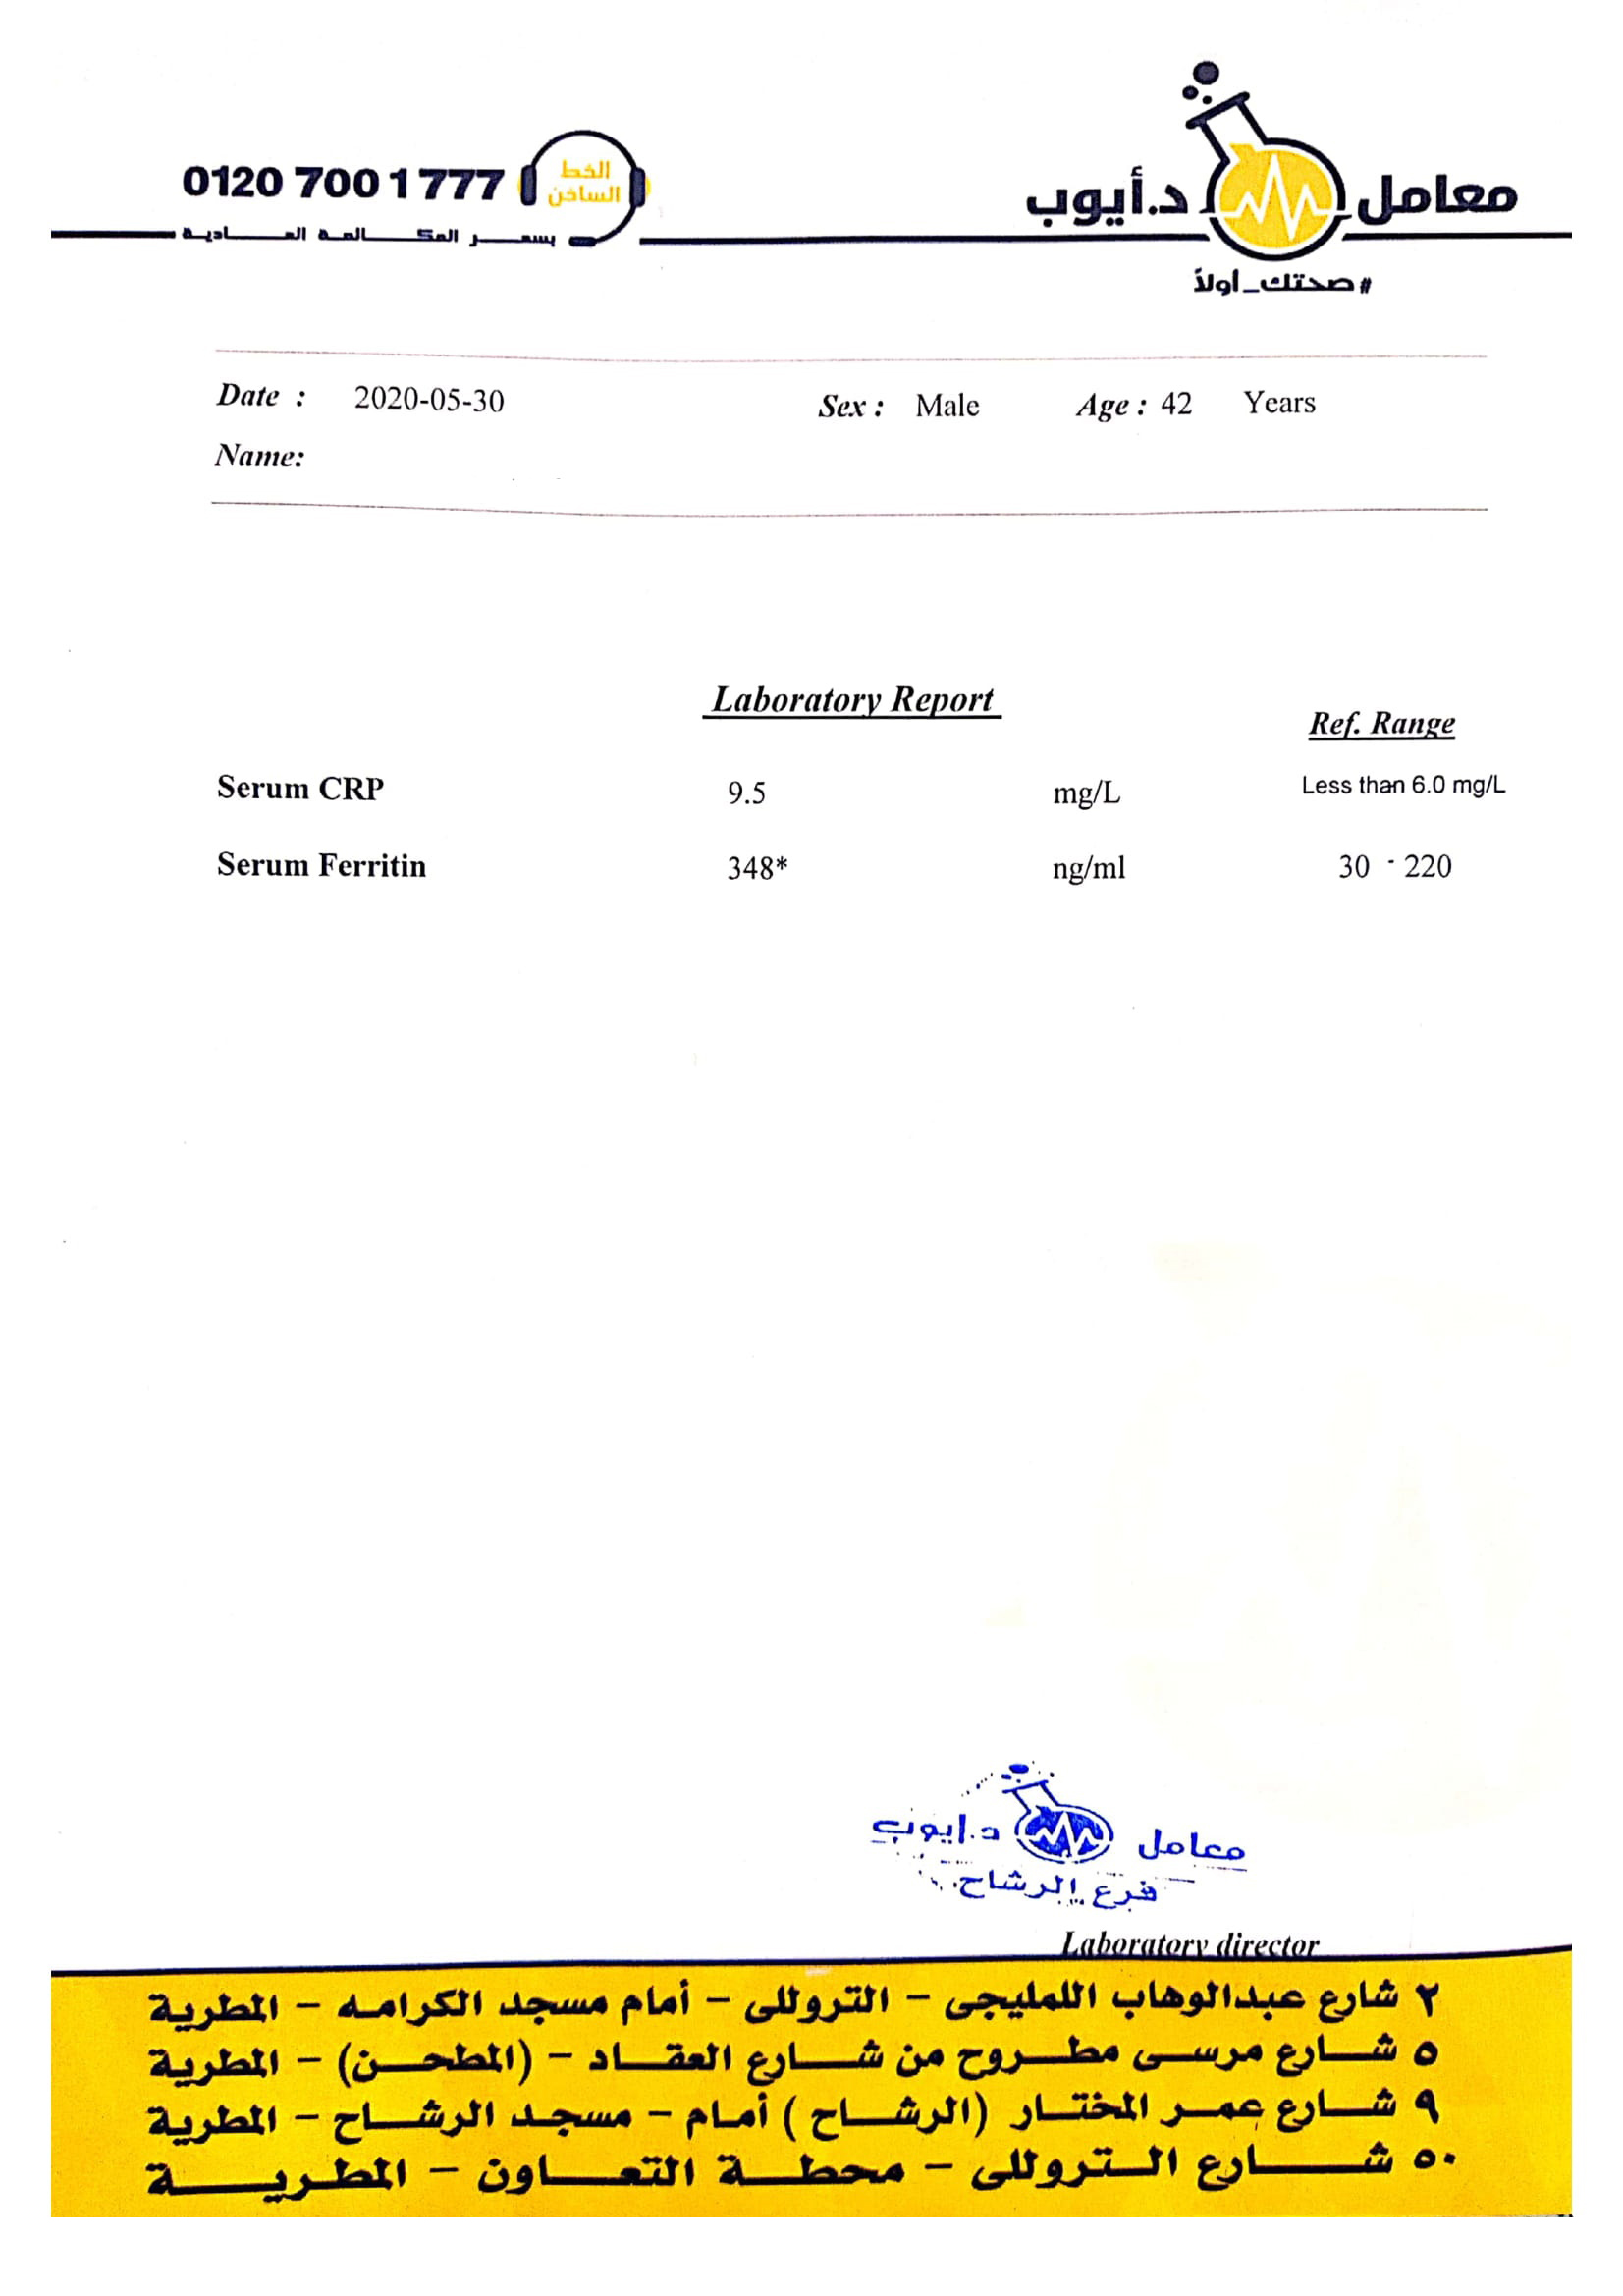 معامل د.أيوب
#صحتك_أولاً
0120 700 1 777
الخط
الساخن
بسعر المكالمة العادية
Date : 2020-05-30 Sex : Male Age : 42 Years
Name:
Laboratory Report
Ref. Range
Serum CRP 9.5 mg/L Less than 6.0 mg/L
Serum Ferritin 348* ng/ml 30 - 220
معامل د.ايوب
فرع الرشاح
Laboratory director
٢ شارع عبدالوهاب اللمليجى – التروللى – أمام مسجد الكرامه – المطرية
٥ شارع مرسى مطروح من شارع العقاد – (المطحن) – المطرية
٩ شارع عمر المختار (الرشاح) أمام – مسجد الرشاح – المطرية
٥٠ شارع التروللى – محطة التعاون – المطرية